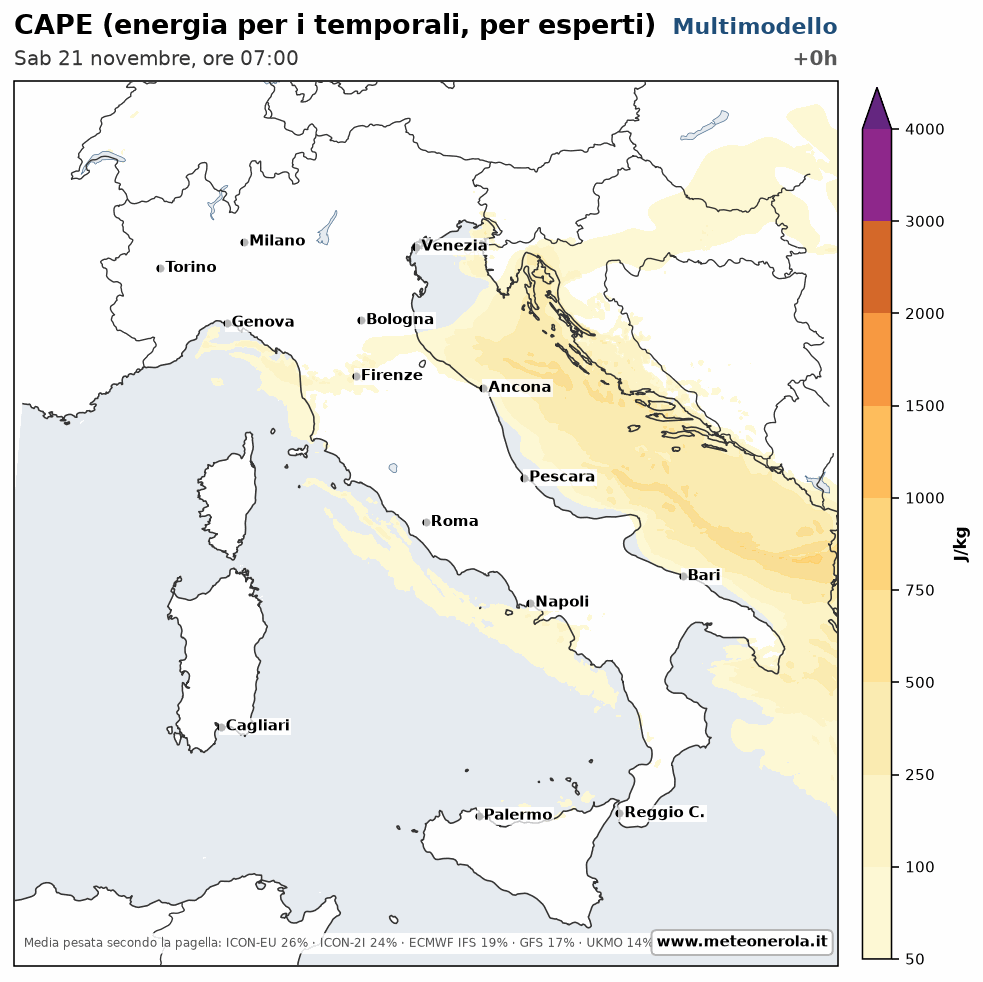 CAPE (energia per i temporali, per esperti)
Multimodello
Sab 21 novembre, ore 07:00
+0h
4000
3000
2000
1500
1000
750
500
250
100
50
J/kg
Milano
Venezia
Torino
Genova
Bologna
Firenze
Ancona
Pescara
Roma
Bari
Napoli
Cagliari
Palermo
Reggio C.
Media pesata secondo la pagella: ICON-EU 26% · ICON-2I 24% · ECMWF IFS 19% · GFS 17% · UKMO 14%
www.meteonerola.it